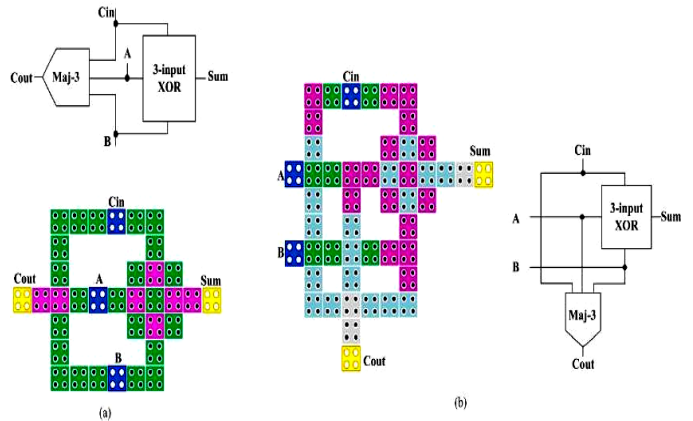 Cin
A
Cout
Maj-3
3-input
XOR
Sum
B
Cin
Cout
A
Sum
B
(a)
Cin
A
Sum
B
Cout
(b)
Cin
A
3-input
XOR
Sum
B
Maj-3
Cout